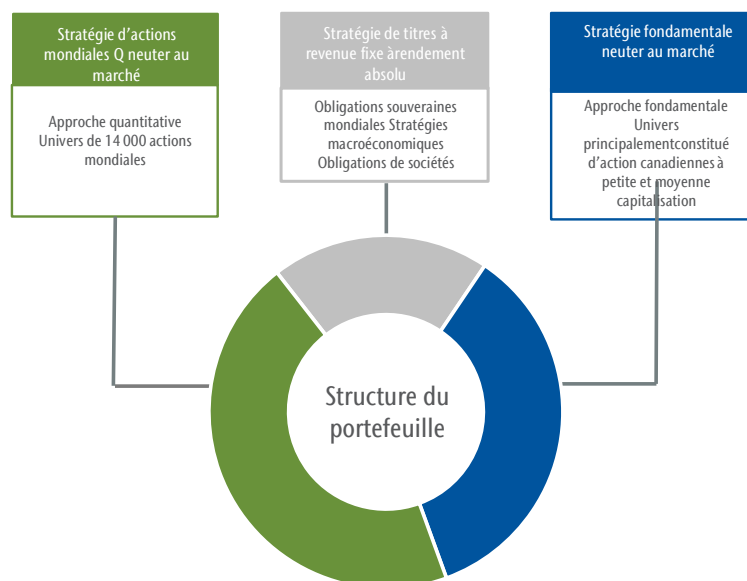 Stratégie d'actions
mondiales Q neuter au
marché
Approche quantitative
Univers de 14 000 actions
mondiales
Stratégie de titres à
revenue fixe àrendement
absolu
Obligations souveraines
mondiales Stratégies
macroéconomiques
Obligations de sociétés
Stratégie fondamentale
neuter au marché
Approche fondamentale
Univers
principalementconstitué
d'action canadiennes à
petite et moyenne
capitalisation
Structure du
portefeuille